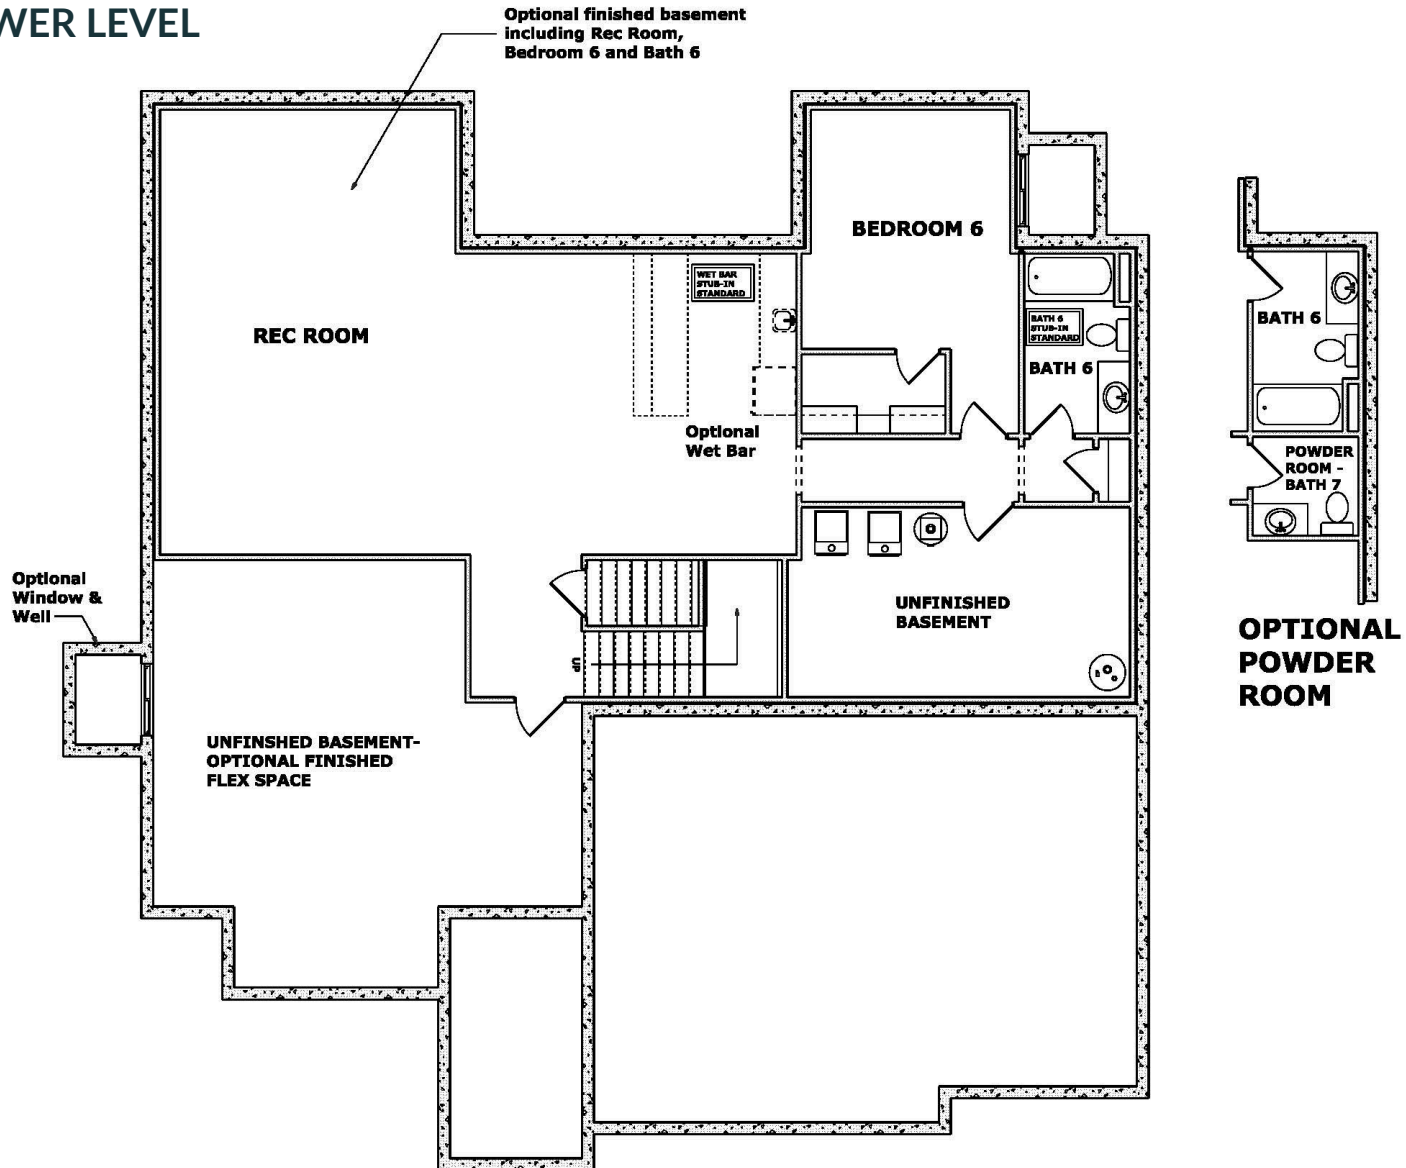 WER LEVEL
Optional finished basement
including Rec Room,
Bedroom 6 and Bath 6
BEDROOM 6
WET BAR
STUB-IN
STANDARD
REC ROOM
BATH 6
STUB-IN
STANDARD
BATH 6
Optional
Wet Bar
Optional
Window &
Well
UNFINISHED
BASEMENT
UP
UNFINSHED BASEMENT-
OPTIONAL FINISHED
FLEX SPACE
BATH 6
POWDER
ROOM -
BATH 7
OPTIONAL
POWDER
ROOM